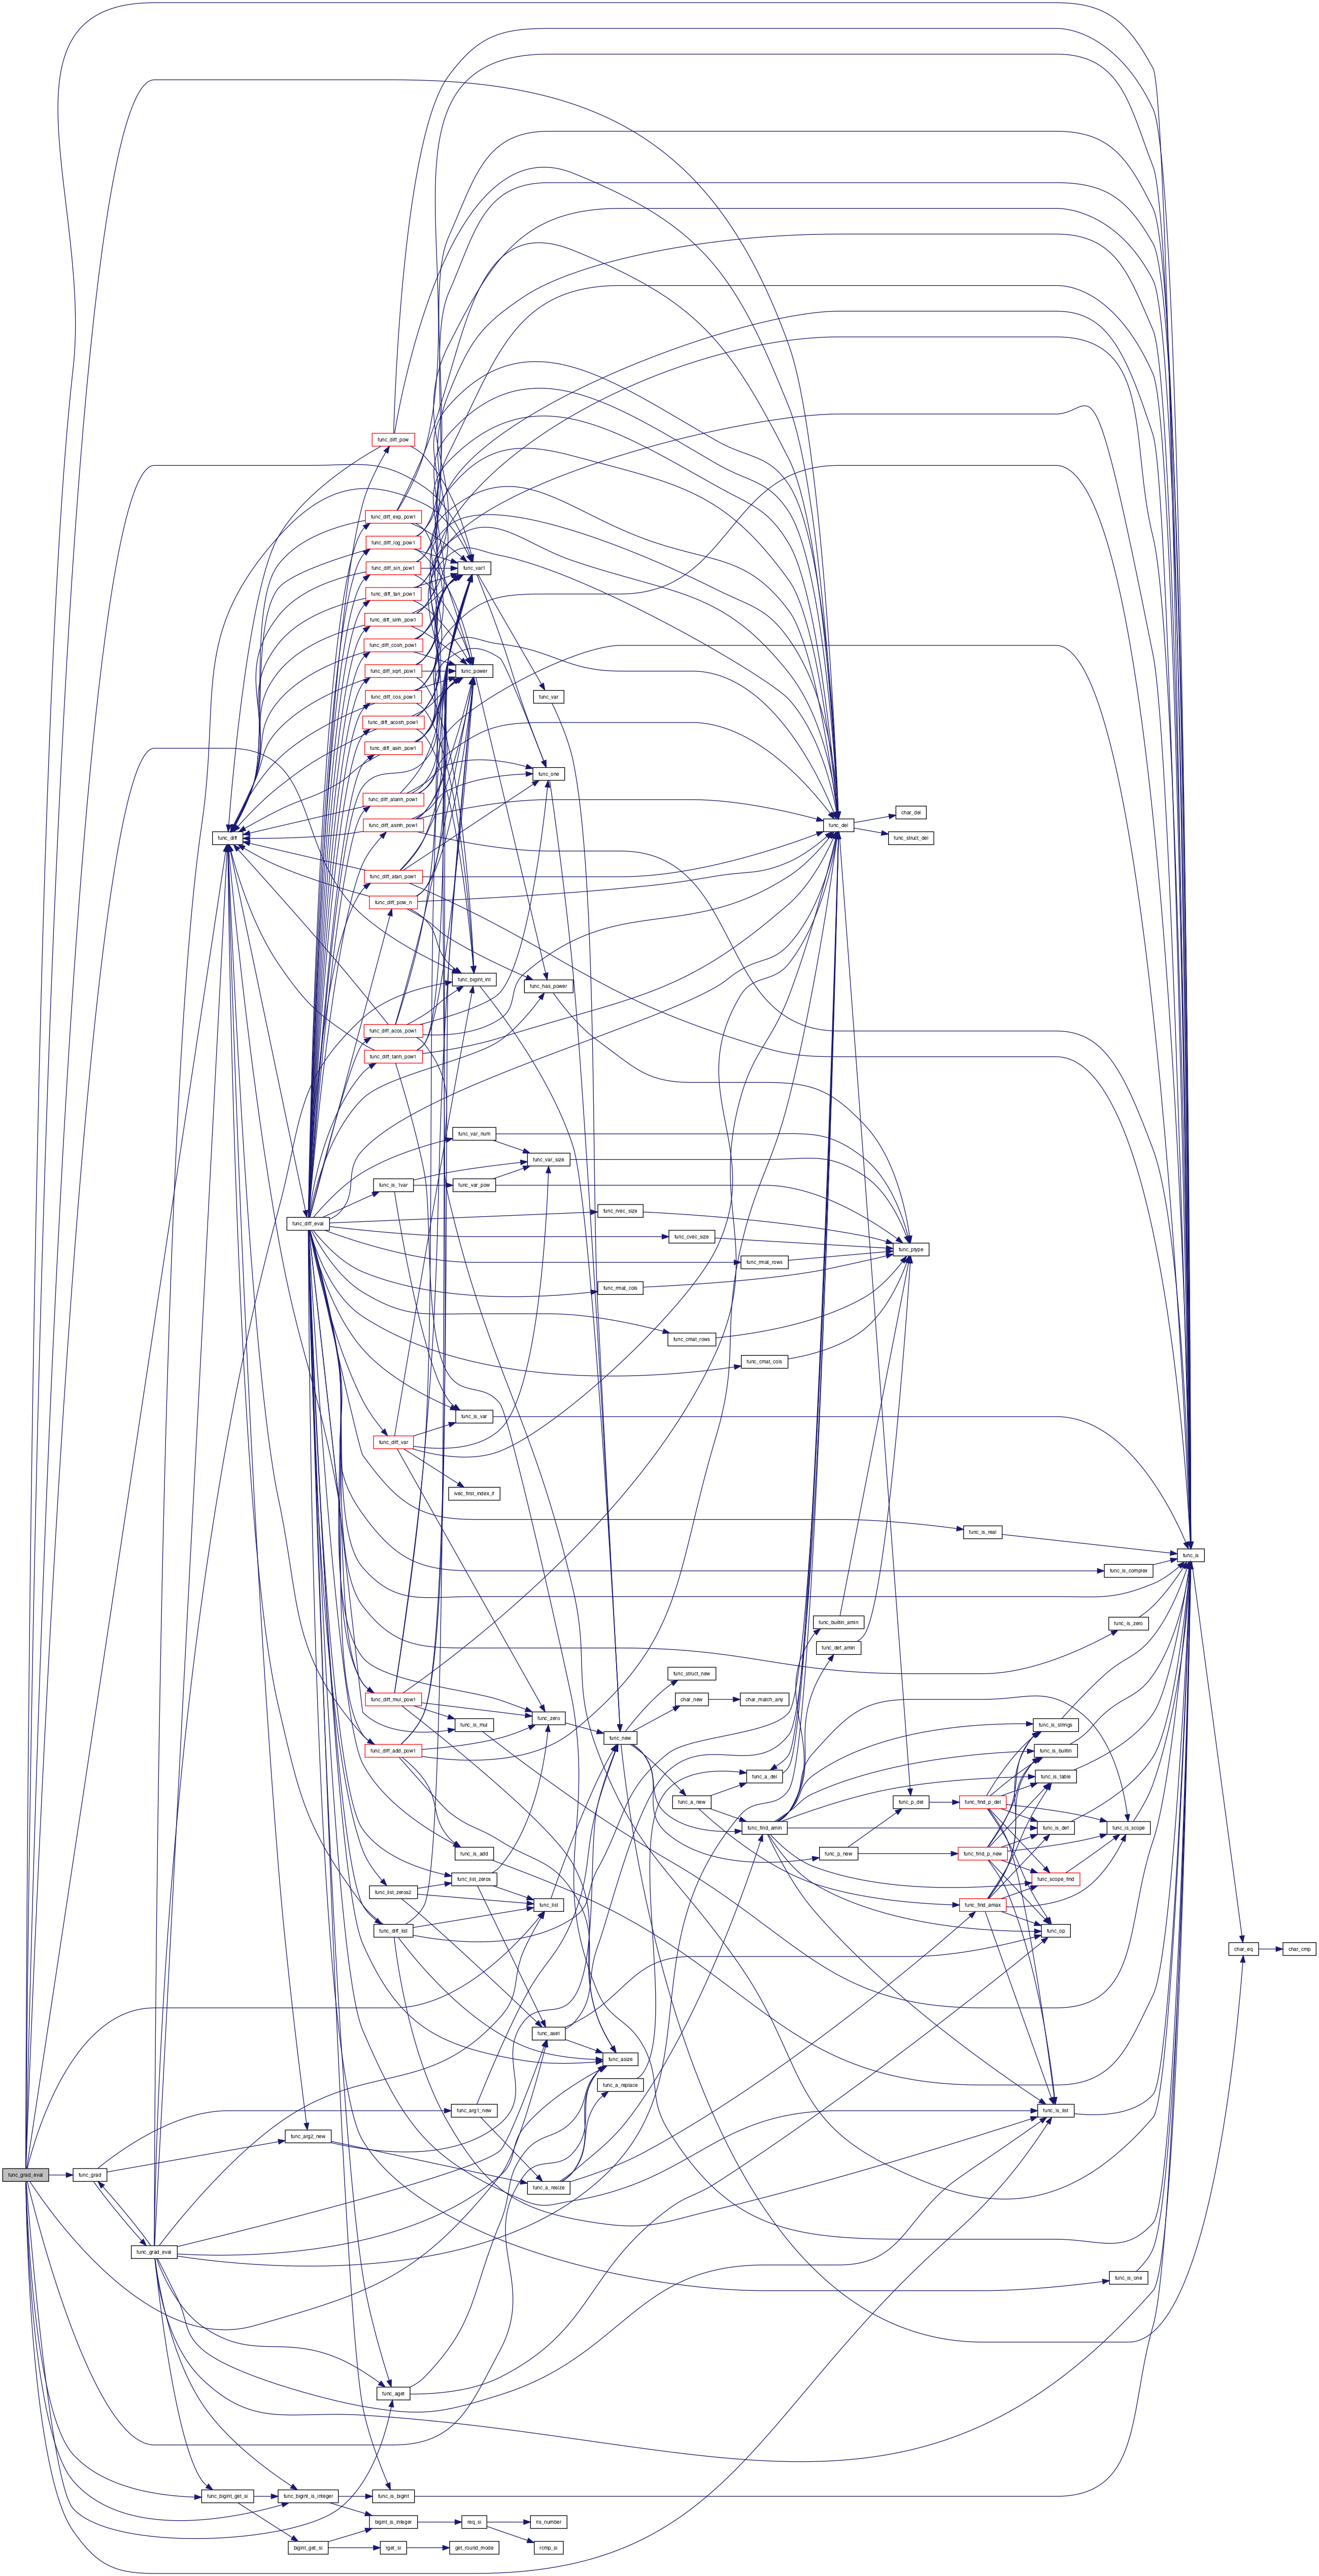 func_diff_pow
func_diff_exp_pow1
func_diff_log_pow1
func_diff_sin_pow1
func_var1
func_diff_tan_pow1
func_diff_sinh_pow1
func_diff_cosh_pow1
func_diff_sqrt_pow1
func_power
func_diff_cos_pow1
func_var
func_diff_acosh_pow1
func_diff_asin_pow1
func_one
func_diff_atanh_pow1
char_del
func_diff_asinh_pow1
func_del
func_diff
func_struct_del
func_diff_atan_pow1
func_diff_pow_n
bigint_int
func_has_power
func_diff_acos_pow1
func_diff_tanh_pow1
func_var_num
func_var_size
func_is_1var
func_var_pow
func_rvec_size
func_diff_eval
func_cvec_size
func_ptype
func_rmat_rows
func_rmat_cols
func_cmat_rows
func_cmat_cols
func_is_var
func_diff_var
ivec_first_index_if
func_is_real
func_is
func_is_complex
func_builtin_amin
func_is_zero
func_def_amin
func_struct_new
func_diff_mul_pow1
char_new
char_match_any
func_zero
func_is_mul
func_is_strings
func_new
func_diff_add_pow1
func_is_builtin
func_a_del
func_is_table
func_a_new
func_p_del
func_find_p_del
func_find_amin
func_is_def
func_is_scope
func_is_add
func_p_new
func_find_p_new
func_list_zeros
func_scope_find
func_list_zeros2
func_list
func_find_amax
func_diff_list
func_op
char_eq
char_cmp
func_aset
func_asize
func_a_replace
func_arg1_new
func_is_list
func_arg2_new
func_grad_eval
func_grad
func_a_resize
func_grad_eval
func_is_one
func_aget
func_bigint_get_si
func_bigint_is_integer
func_is_bigint
bigint_is_integer
req_si
ris_number
bigint_get_si
rget_si
get_round_mode
rcmp_si